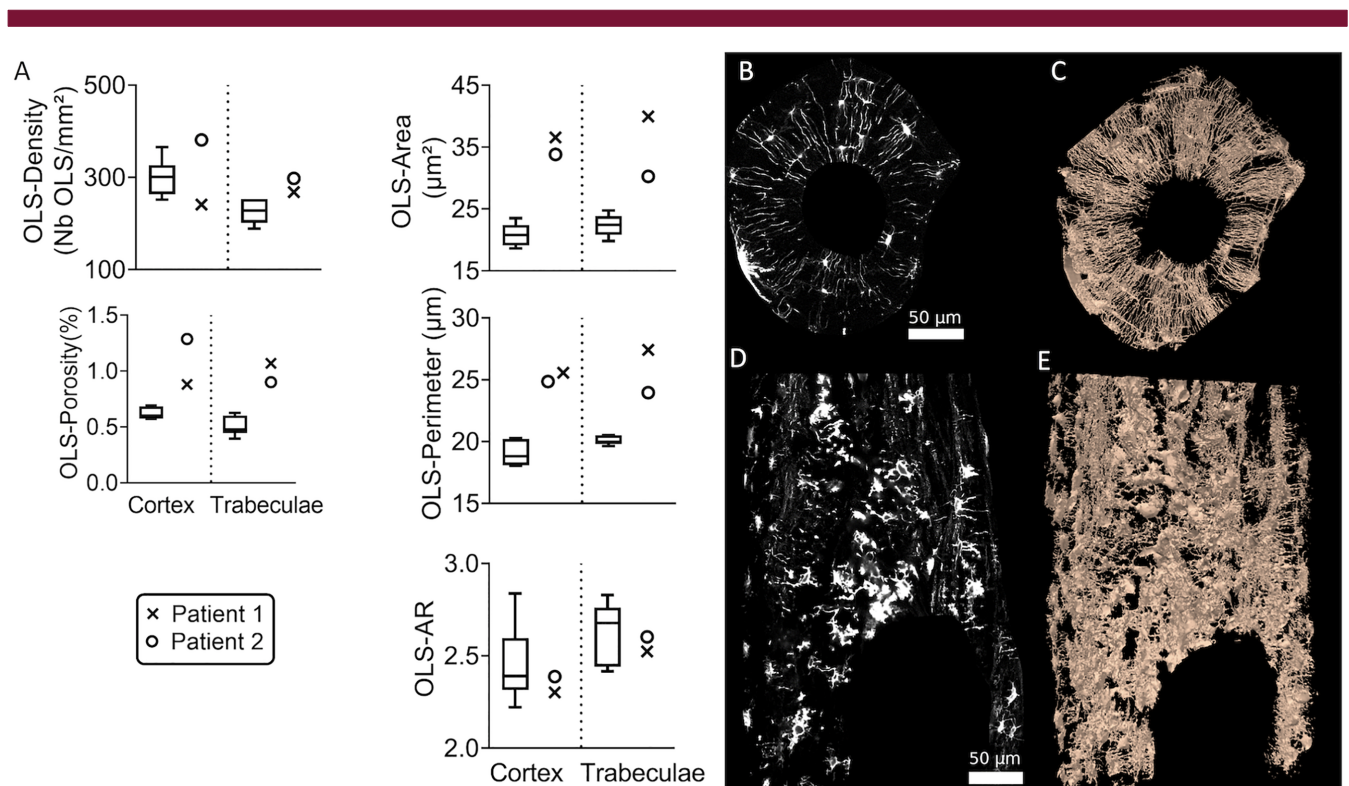 A
OLS-Density
(Nb OLS/mm²)
500
300
100
OLS-Porosity(%)
1.5
1.0
0.5
0.0
Cortex
Trabeculae
× Patient 1
○ Patient 2
OLS-Area
(μm²)
45
35
25
15
OLS-Perimeter (μm)
30
25
20
15
OLS-AR
3.0
2.5
2.0
Cortex
Trabeculae
B
50 μm
C
D
50 μm
E